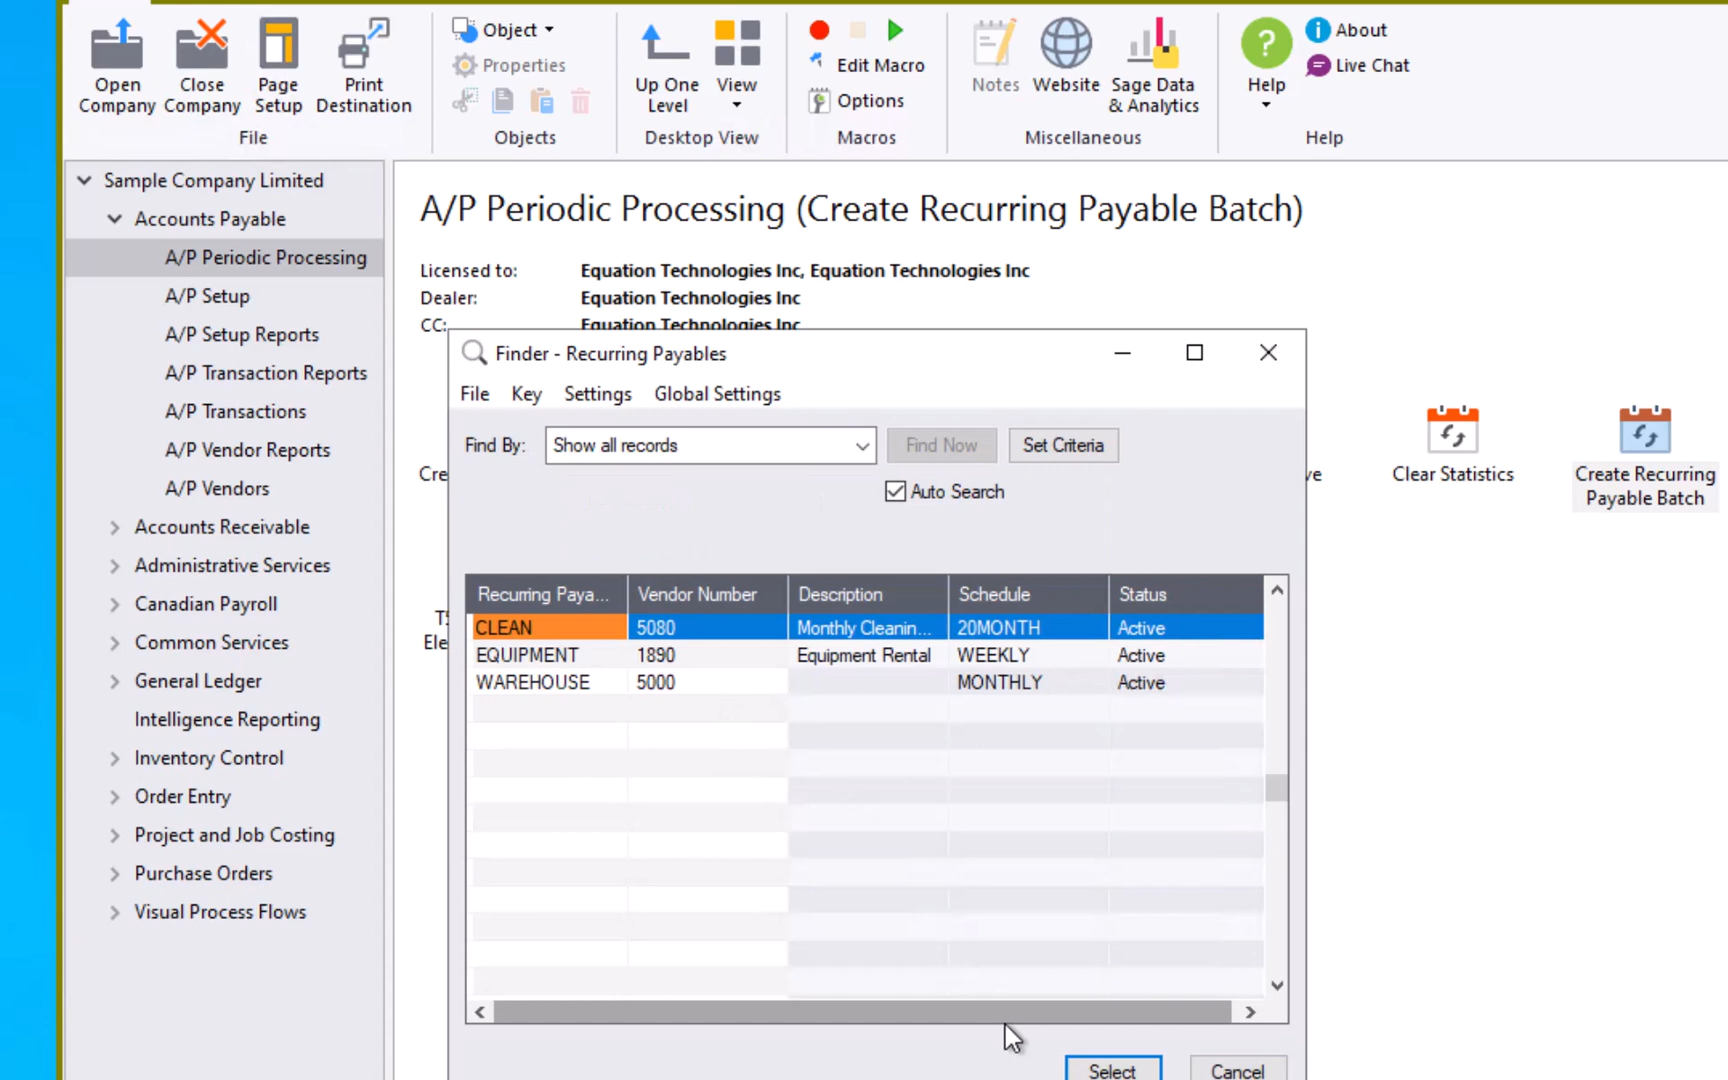 Object
Properties
Open Company
Close Company
Page Setup
Print Destination
Up One Level
View
Edit Macro
Options
Notes
Website
Sage Data & Analytics
Help
About
Live Chat
File
Objects
Desktop View
Macros
Miscellaneous
Help
Sample Company Limited
Accounts Payable
A/P Periodic Processing
A/P Setup
A/P Setup Reports
A/P Transaction Reports
A/P Transactions
A/P Vendor Reports
A/P Vendors
Accounts Receivable
Administrative Services
Canadian Payroll
Common Services
General Ledger
Intelligence Reporting
Inventory Control
Order Entry
Project and Job Costing
Purchase Orders
Visual Process Flows
A/P Periodic Processing (Create Recurring Payable Batch)
Licensed to: Equation Technologies Inc, Equation Technologies Inc
Dealer: Equation Technologies Inc
CC: Equation Technologies Inc
Clear Statistics
Create Recurring
Payable Batch
Finder - Recurring Payables
File Key Settings Global Settings
Find By: Show all records Find Now Set Criteria
Auto Search
Recurring Paya... Vendor Number Description Schedule Status
CLEAN 5080 Monthly Cleanin... 20MONTH Active
EQUIPMENT 1890 Equipment Rental WEEKLY Active
WAREHOUSE 5000 MONTHLY Active
Select Cancel